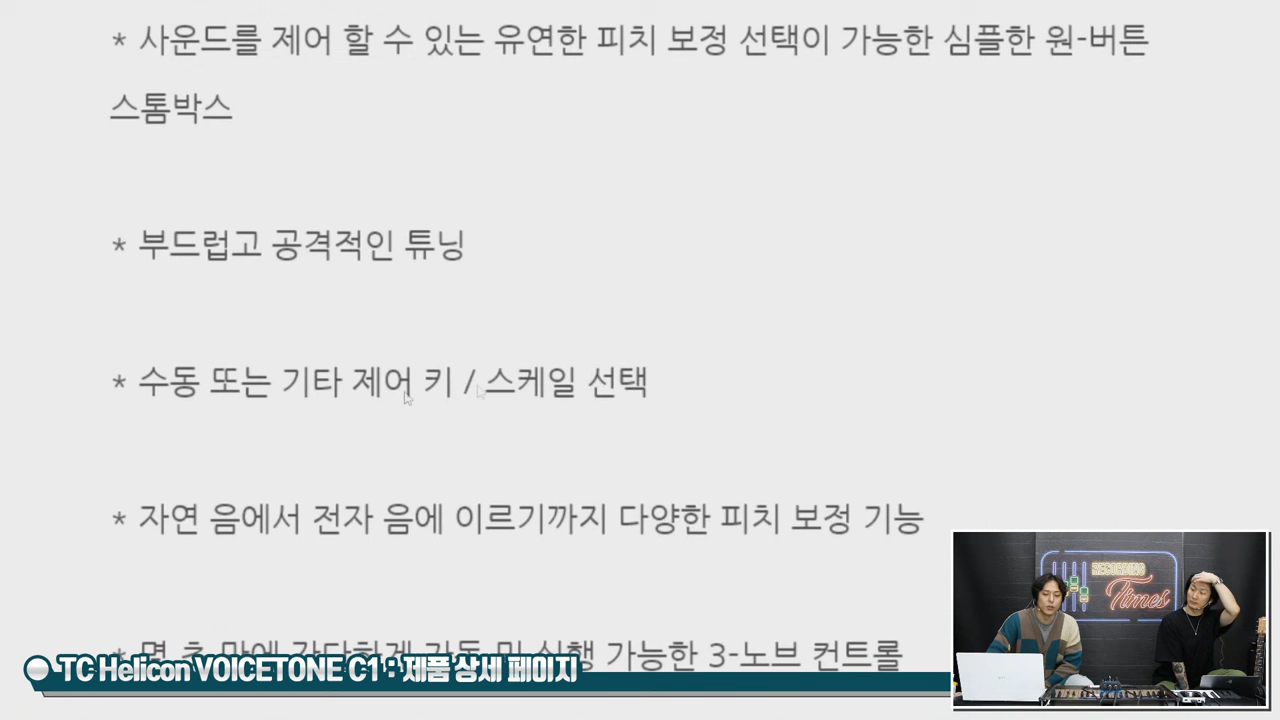 * 사운드를 제어 할 수 있는 유연한 피치 보정 선택이 가능한 심플한 원-버튼
스톰박스
* 부드럽고 공격적인 튜닝
* 수동 또는 기타 제어 키 / 스케일 선택
* 자연 음에서 전자 음에 이르기까지 다양한 피치 보정 기능
* 몇 초 만에 간단하게 작동 및 실행 가능한 3-노브 컨트롤
TC Helicon VOICETONE C1 : 제품 상세 페이지
RECORDING
Times